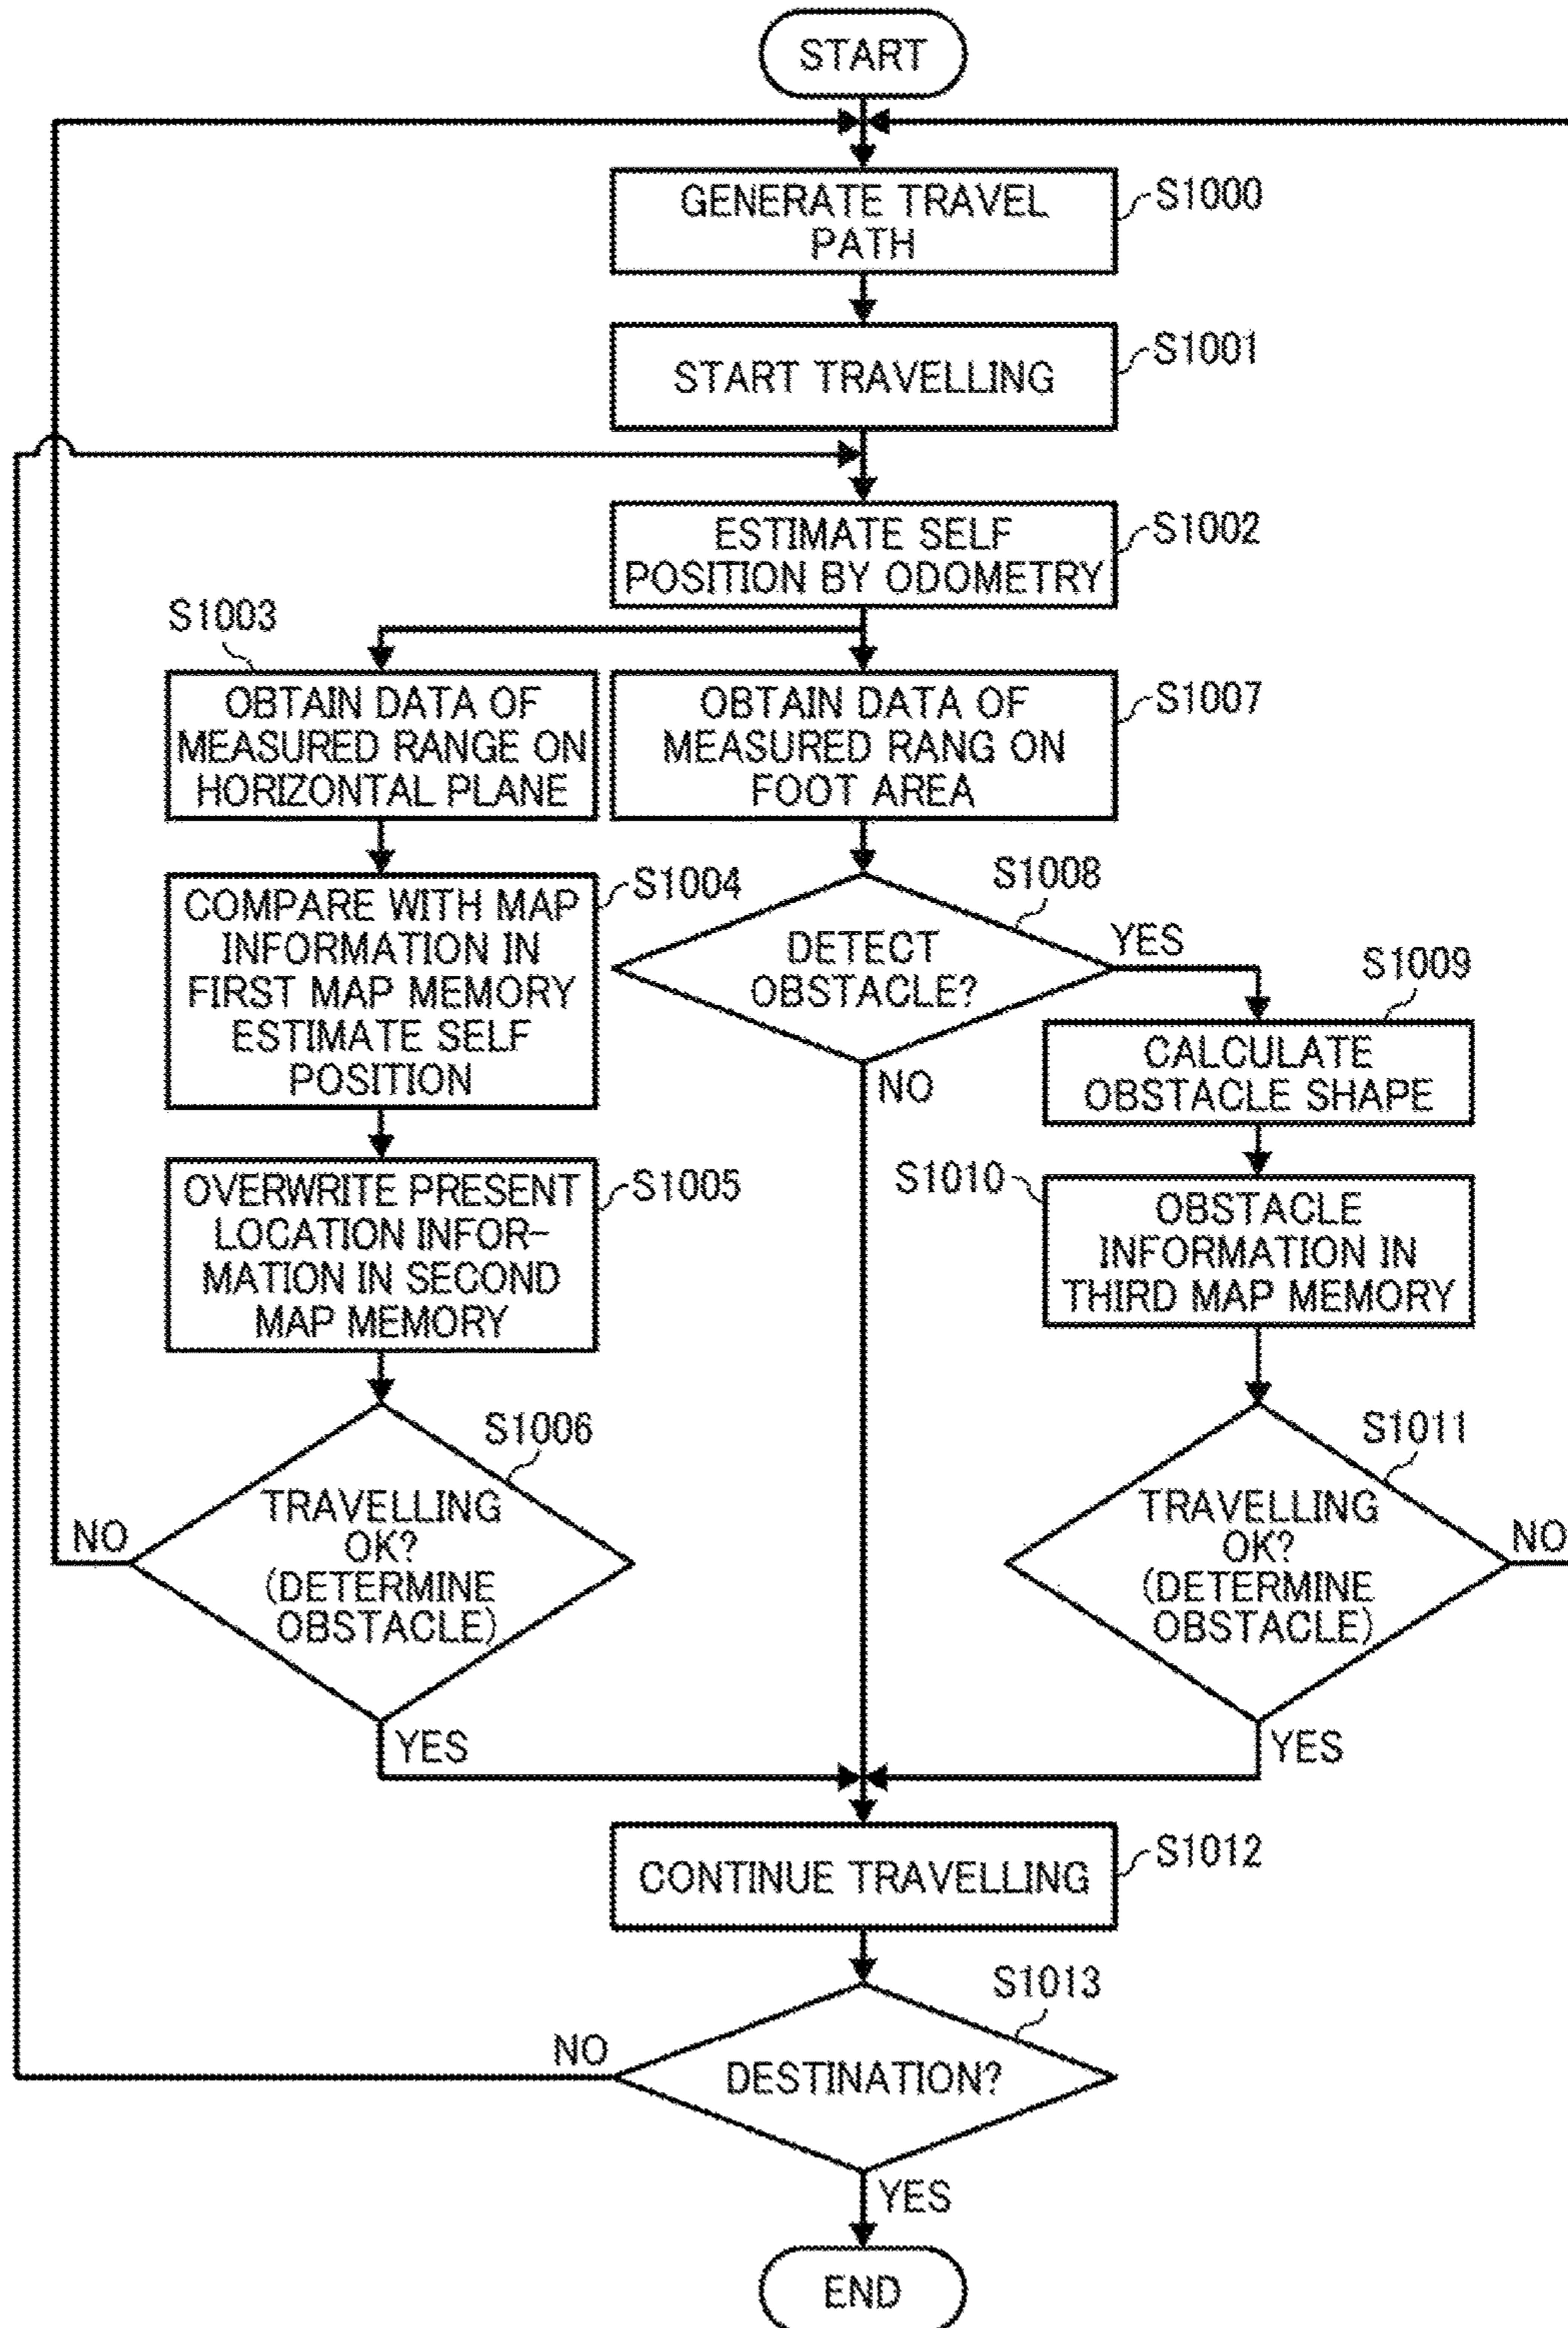 START
GENERATE TRAVEL
PATH
S1000
START TRAVELLING
S1001
ESTIMATE SELF
POSITION BY ODOMETRY
S1002
S1003
OBTAIN DATA OF
MEASURED RANGE ON
HORIZONTAL PLANE
OBTAIN DATA OF
MEASURED RANG ON
FOOT AREA
S1007
COMPARE WITH MAP
INFORMATION IN
FIRST MAP MEMORY
ESTIMATE SELF
POSITION
S1004
DETECT
OBSTACLE?
S1008
YES
NO
S1009
CALCULATE
OBSTACLE SHAPE
OVERWRITE PRESENT
LOCATION INFOR-
MATION IN SECOND
MAP MEMORY
S1005
S1010
OBSTACLE
INFORMATION IN
THIRD MAP MEMORY
S1006
TRAVELLING
OK?
(DETERMINE
OBSTACLE)
NO
YES
S1011
TRAVELLING
OK?
(DETERMINE
OBSTACLE)
NO
YES
CONTINUE TRAVELLING
S1012
S1013
DESTINATION?
NO
YES
END